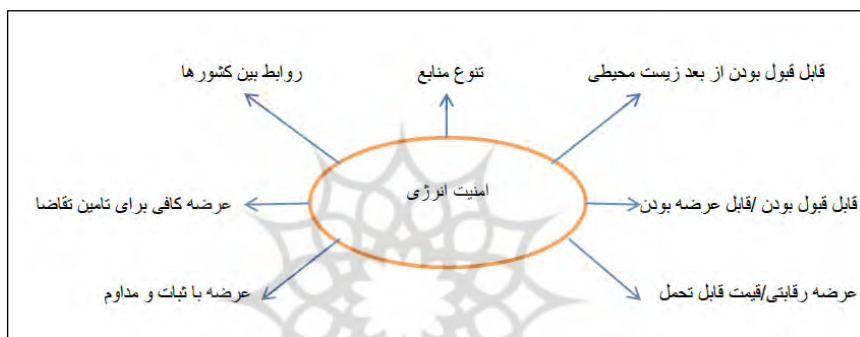 قابل قبول بودن از بعد زیست محیطی
تنوع منابع
روابط بین کشورها
امنیت انرژی
قابل قبول بودن /قابل عرضه بودن
عرضه کافی برای تامین تقاضا
عرضه رقابتی/قیمت قابل تحمل
عرضه با ثبات و مداوم